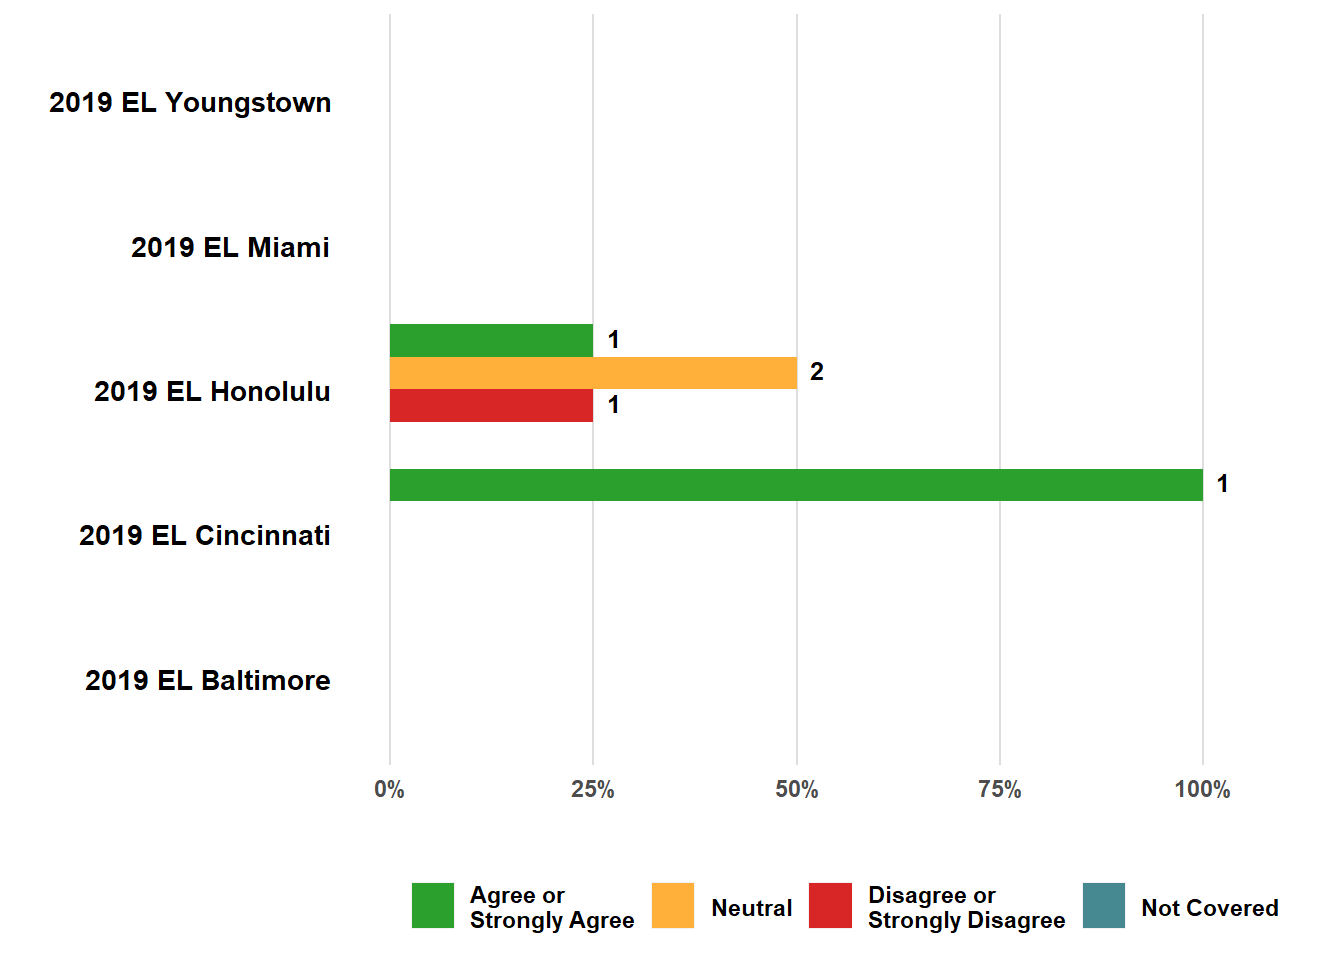 2019 EL Youngstown
2019 EL Miami
1
2
2019 EL Honolulu
1
1
2019 EL Cincinnati
2019 EL Baltimore
0% 25% 50% 75% 100%
Agree or
Strongly Agree
Neutral
Disagree or
Strongly Disagree
Not Covered